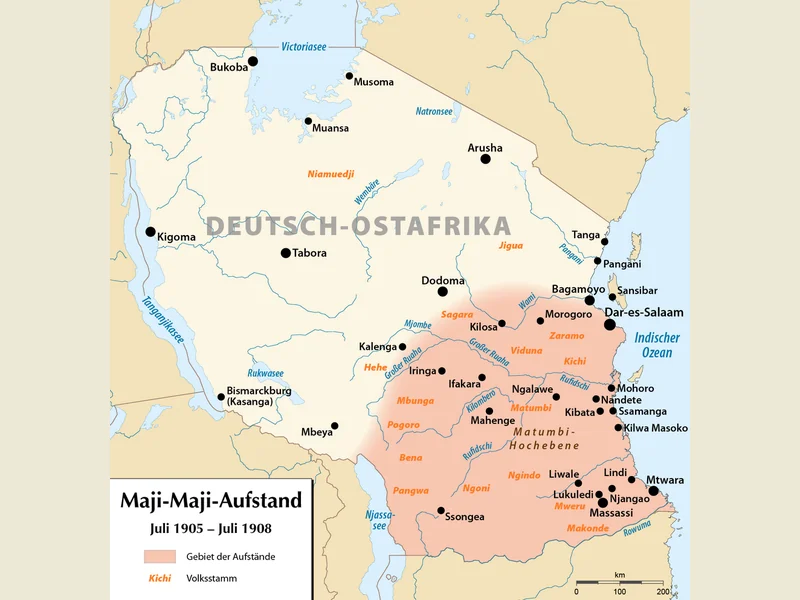 Victoriasee
Bukoba
Musoma
Natronsee
Muansa
Arusha
Niamuedji
Wembäre
DEUTSCH-OSTAFRIKA
Kigoma
Tanga
Jigua
Pangani
Tabora
Pangani
Dodoma
Bagamoyo
Sansibar
Tanganjikasee
Wami
Sagara
Morogoro
Dar-es-Salaam
Mjombe
Kilosa
Zaramo
Indischer
Ozean
Kalenga
Großer Ruaha
Großer Ruaha
Viduna
Kichi
Hehe
Iringa
Rukwasee
Ifakara
Rufidschi
Mohoro
Bismarckburg
(Kasanga)
Ngalawe
Nandete
Mbunga
Kilombero
Matumbi
Kibata
Ssamanga
Mahenge
Pogoro
Kilwa Masoko
Mbeya
Matumbi-
Hochebene
Rufidschi
Bena
Ngindo
Liwale
Lindi
Mtwara
Pangwa
Ngoni
Lukuledi
Njangao
Mweru
Massassi
Njassa-
see
Ssongea
Makonde
Rowuma
Maji-Maji-Aufstand
Juli 1905 – Juli 1908
Gebiet der Aufstände
Kichi
Volksstamm
km
0
100
200